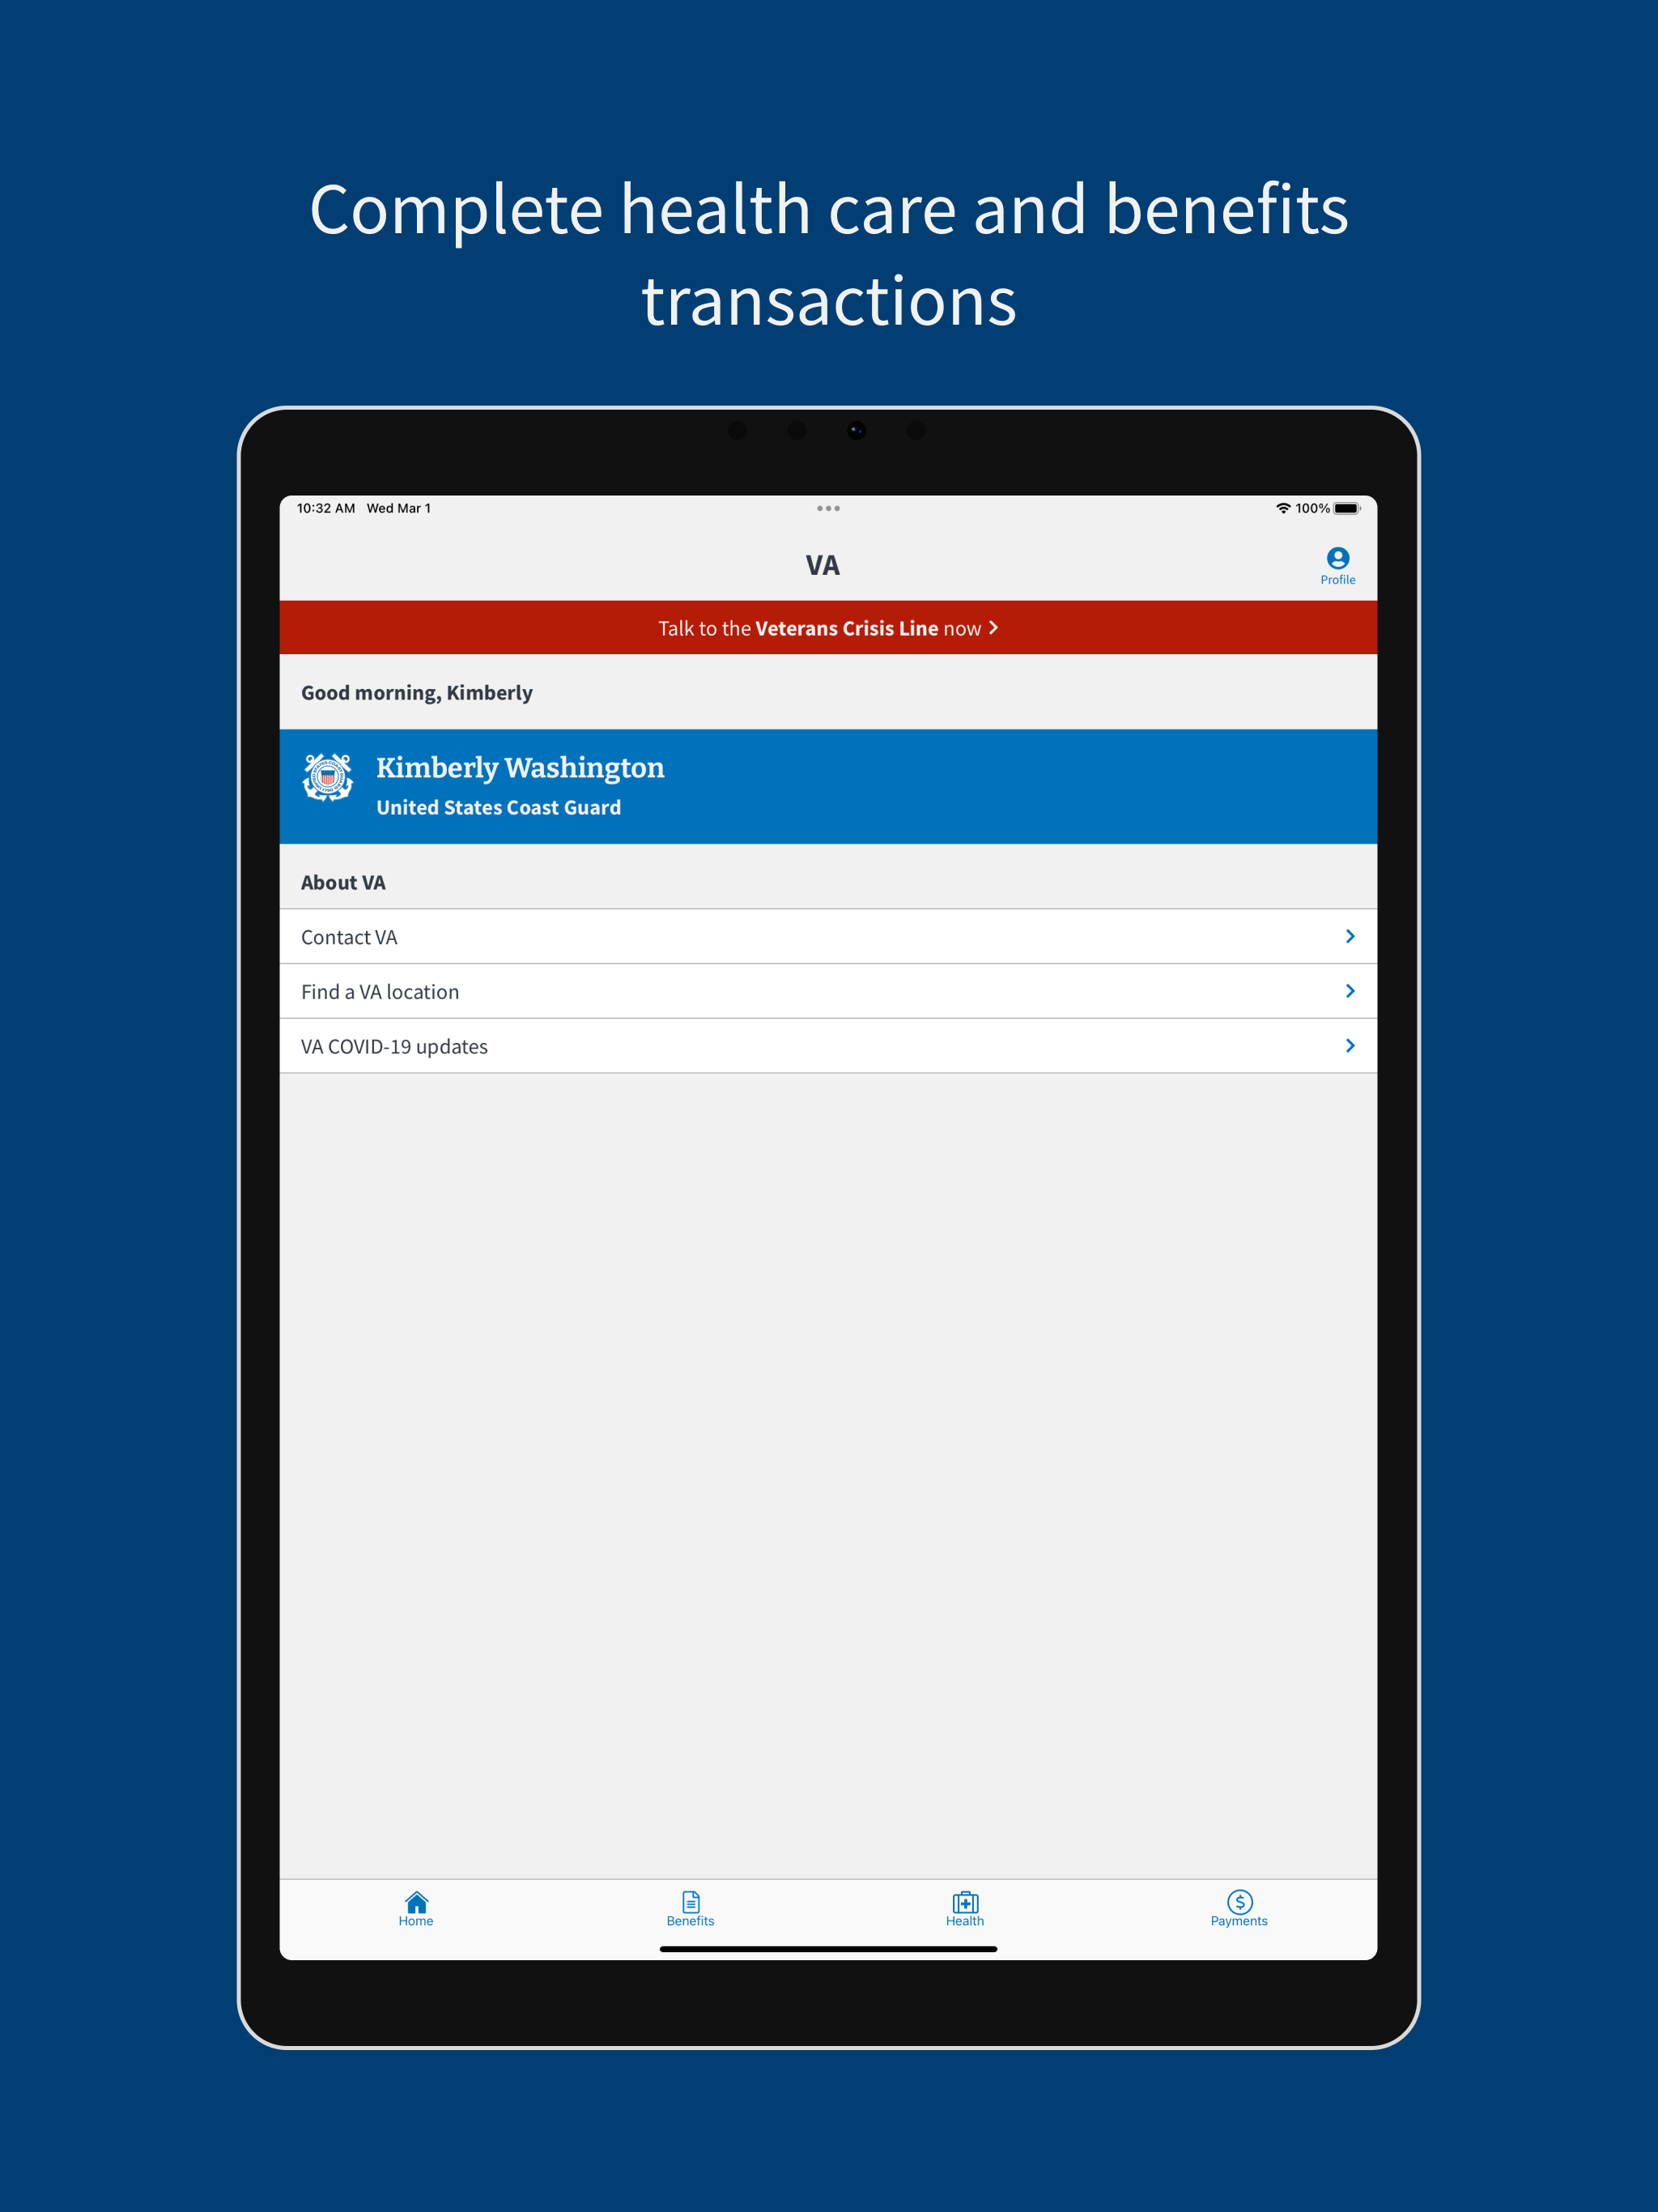 Complete health care and benefits
transactions
10:32 AM Wed Mar 1
100%
VA
Profile
Talk to the Veterans Crisis Line now
Good morning, Kimberly
Kimberly Washington
United States Coast Guard
About VA
Contact VA
Find a VA location
VA COVID-19 updates
Home
Benefits
Health
Payments